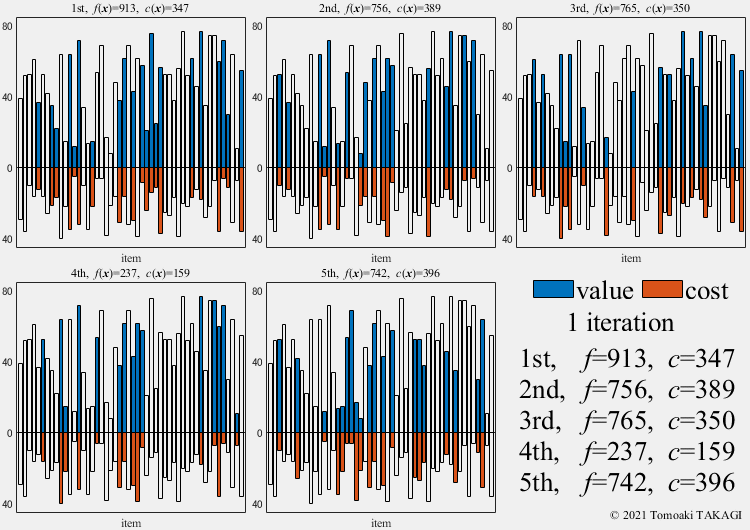 1st, f(x)=913, c(x)=347
80
40
0
40
item
2nd, f(x)=756, c(x)=389
80
40
0
40
item
3rd, f(x)=765, c(x)=350
80
40
0
40
item
4th, f(x)=237, c(x)=159
80
40
0
40
item
5th, f(x)=742, c(x)=396
80
40
0
40
item
value cost
1 iteration
1st, f=913, c=347
2nd, f=756, c=389
3rd, f=765, c=350
4th, f=237, c=159
5th, f=742, c=396
© 2021 Tomoaki TAKAGI